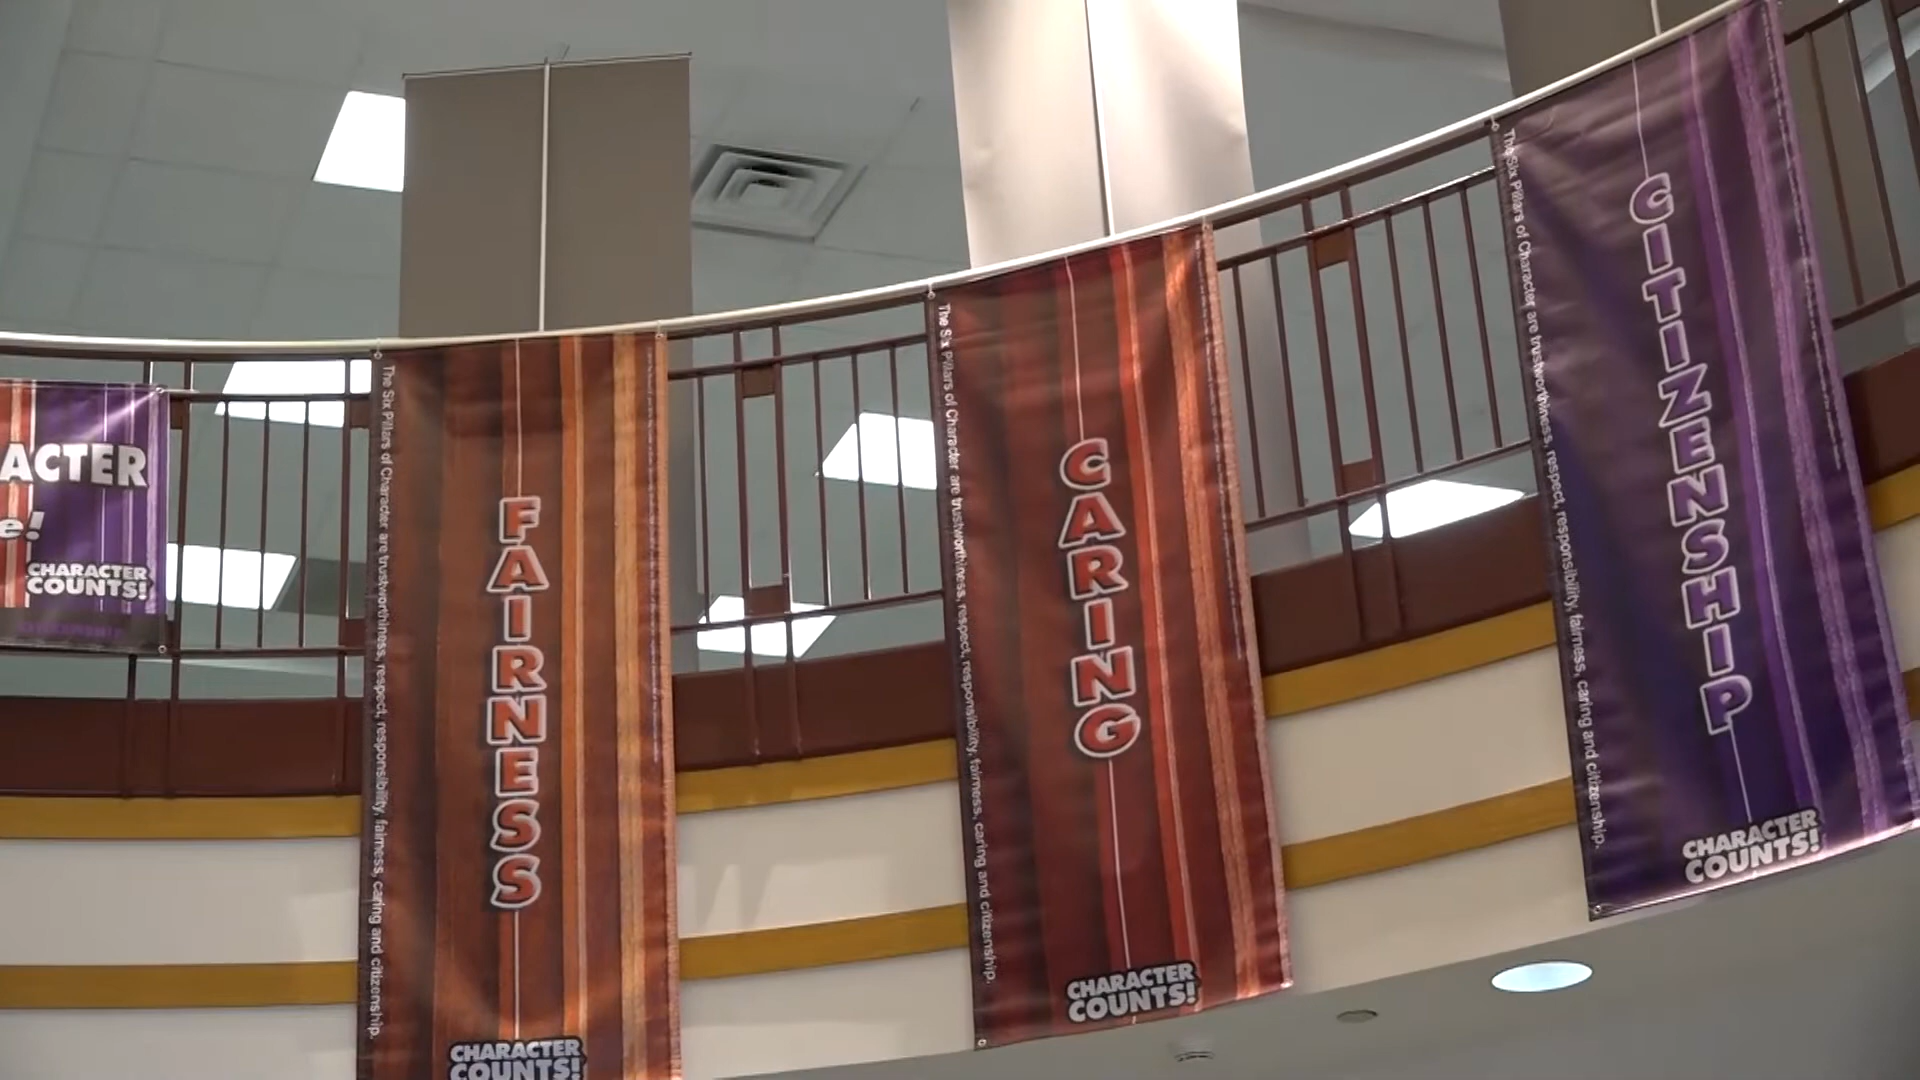 ACTER
e!
CHARACTER
COUNTS!
The Six Pillars of Character are trustworthiness, respect, responsibility, fairness, caring and citizenship.
FAIRNESS
CHARACTER
COUNTS!
The Six Pillars of Character are trustworthiness, respect, responsibility, fairness, caring and citizenship.
CARING
CHARACTER
COUNTS!
The Six Pillars of Character are trustworthiness, respect, responsibility, fairness, caring and citizenship.
CITIZENSHIP
CHARACTER
COUNTS!